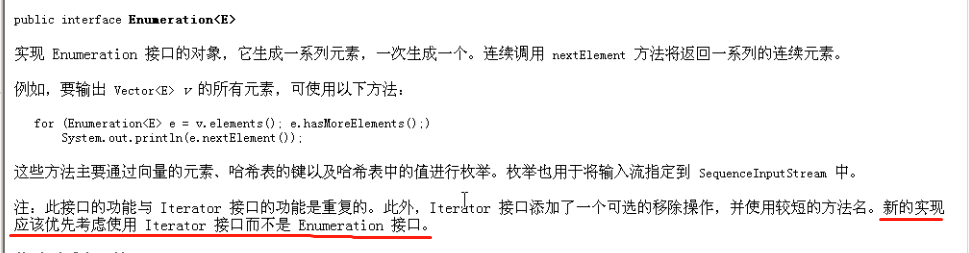 public interface Enumeration<E>
实现 Enumeration 接口的对象，它生成一系列元素，一次生成一个。连续调用 nextElement 方法将返回一系列的连续元素。
例如，要输出 Vector<E> v 的所有元素，可使用以下方法：
for (Enumeration<E> e = v.elements(); e.hasMoreElements();)
System.out.println(e.nextElement());
这些方法主要通过向量的元素、哈希表的键以及哈希表中的值进行枚举。枚举也用于将输入流指定到 SequenceInputStream 中。
注：此接口的功能与 Iterator 接口的功能是重复的。此外，Iterator 接口添加了一个可选的移除操作，并使用较短的方法名。新的实现
应该优先考虑使用 Iterator 接口而不是 Enumeration 接口。